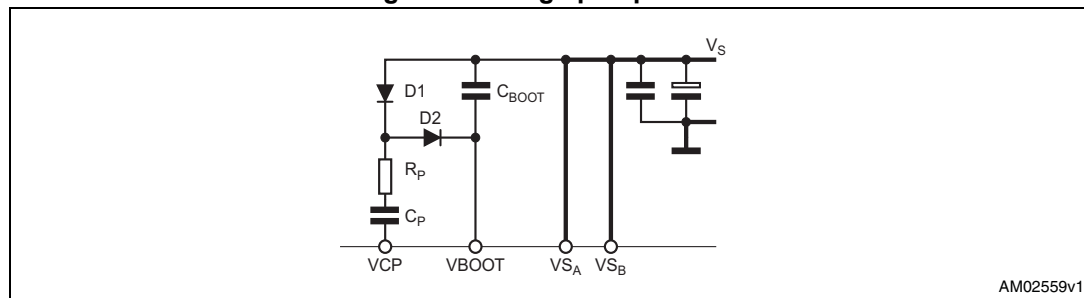 V_S
D1
C_BOOT
D2
R_P
C_P
VCP VBOOT VS_A VS_B
AM02559v1